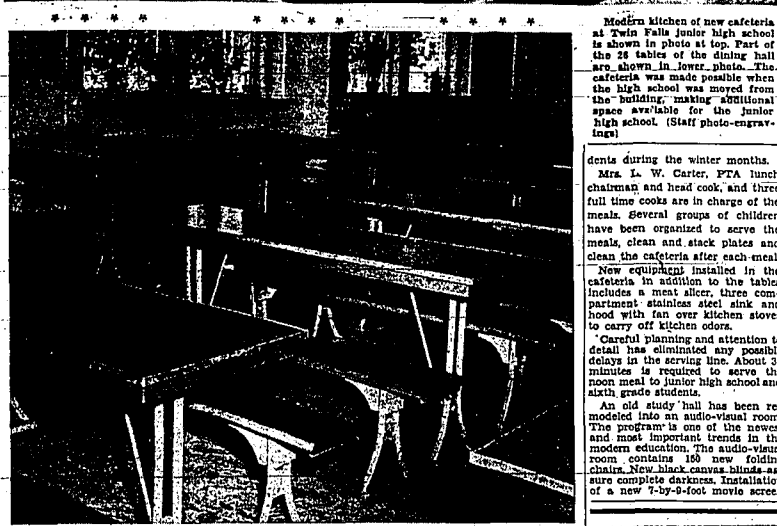 Modern kitchen of new cafeteria
at Twin Falls junior high school
is shown in photo at top. Part of
the 26 tables of the dining hall
are shown in lower photo. The
cafeteria was made possible when
the high school was moved from
the building, making additional
space available for the junior
high school. (Staff photo-engrav-
ings)
dents during the winter months.
Mrs. L. W. Carter, PTA lunch
chairman and head cook, and three
full time cooks are in charge of the
meals. Several groups of children
have been organized to serve the
meals, clean and stack plates and
clean the cafeteria after each meal
New equipment installed in the
cafeteria in addition to the tables
includes a meat slicer, three com-
partment stainless steel sink and
hood with fan over kitchen stove
to carry off kitchen odors.
Careful planning and attention to
detail has eliminated any possibl
delays in the serving line. About 3
minutes is required to serve th
noon meal to junior high school and
sixth grade students.
An old study hall has been re
modeled into an audio-visual room
The program is one of the newes
and most important trends in th
modern education. The audio-visua
room contains 150 new foldin
chairs. New black canvas blinds as
sure complete darkness. Installatio
of a new 7-by-9-foot movie scree